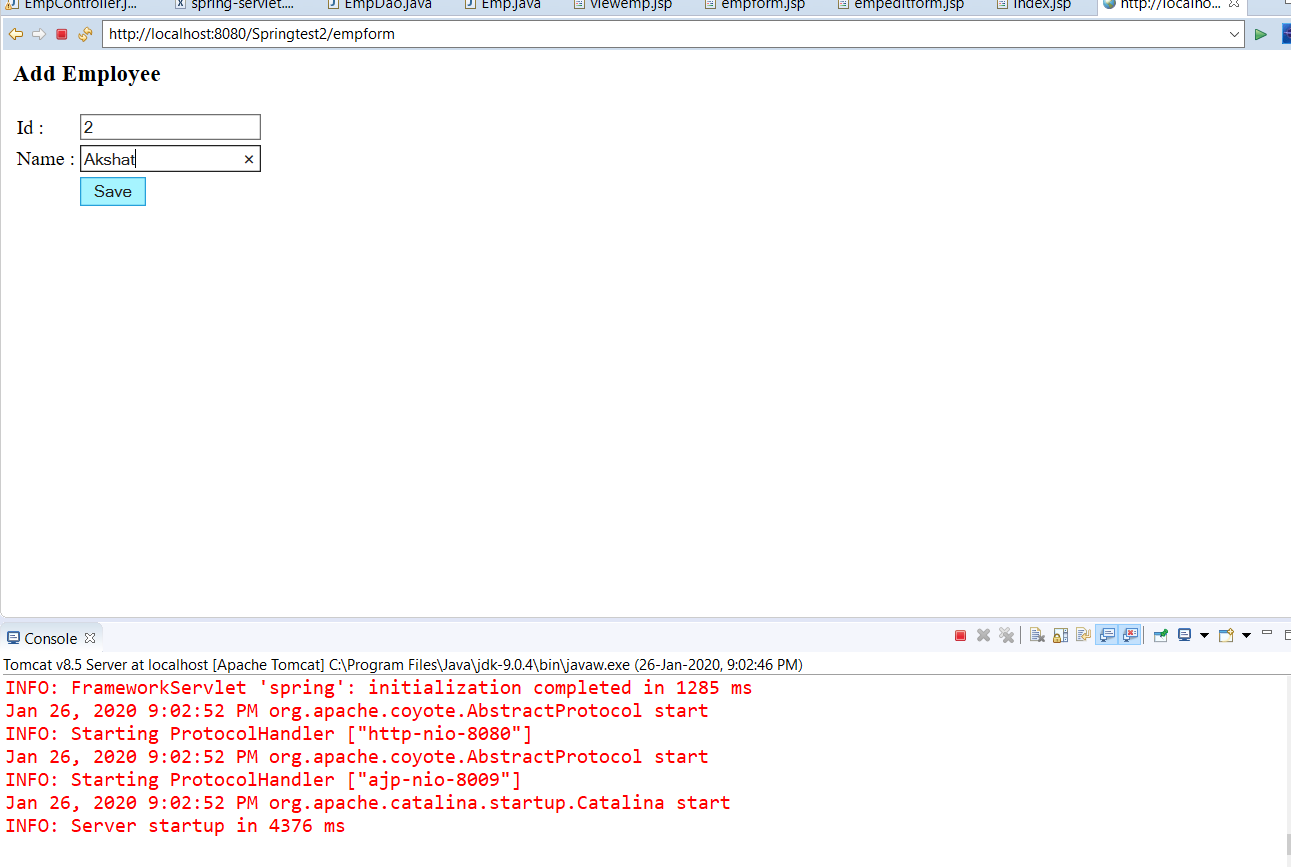 EmpController.j... spring-servlet.... EmpDao.java Emp.java viewemp.jsp empform.jsp empeditform.jsp index.jsp http://localho...
http://localhost:8080/Springtest2/empform
Add Employee
Id : 2
Name : Akshat
Save
Console
Tomcat v8.5 Server at localhost [Apache Tomcat] C:\Program Files\Java\jdk-9.0.4\bin\javaw.exe (26-Jan-2020, 9:02:46 PM)
INFO: FrameworkServlet 'spring': initialization completed in 1285 ms
Jan 26, 2020 9:02:52 PM org.apache.coyote.AbstractProtocol start
INFO: Starting ProtocolHandler ["http-nio-8080"]
Jan 26, 2020 9:02:52 PM org.apache.coyote.AbstractProtocol start
INFO: Starting ProtocolHandler ["ajp-nio-8009"]
Jan 26, 2020 9:02:52 PM org.apache.catalina.startup.Catalina start
INFO: Server startup in 4376 ms